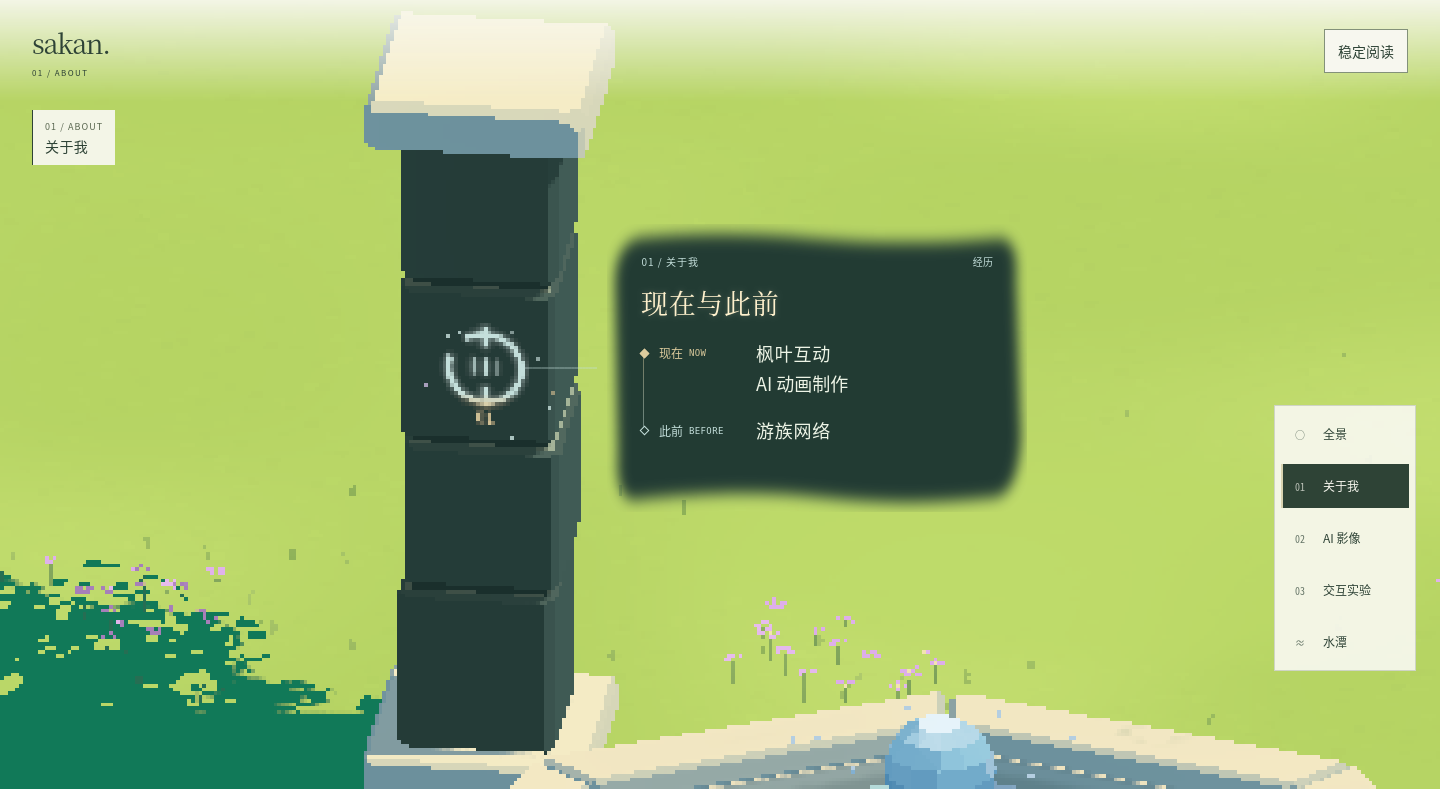 sakan.
01 / ABOUT
稳定阅读
01 / ABOUT
关于我
01 / 关于我
经历
现在与此前
现在 NOW
枫叶互动
AI 动画制作
此前 BEFORE
游族网络
全景
01 关于我
02 AI 影像
03 交互实验
≈ 水潭